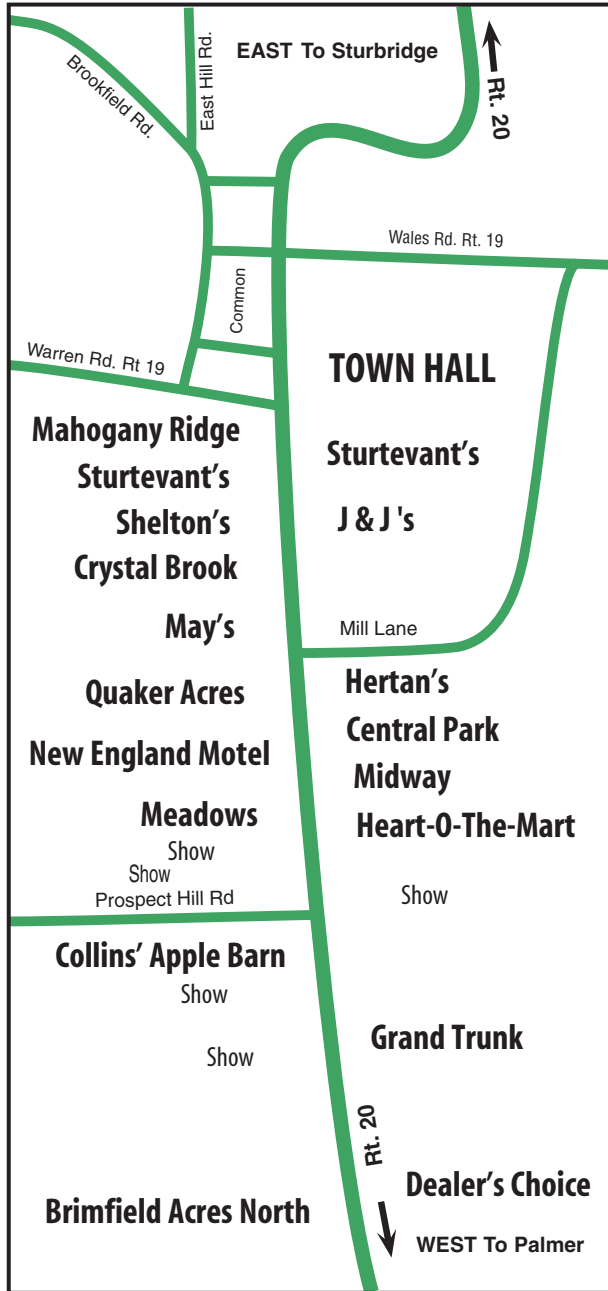 EAST To Sturbridge
Rt. 20
Brookfield Rd.
East Hill Rd.
Wales Rd. Rt. 19
Common
Warren Rd. Rt 19
TOWN HALL
Mahogany Ridge
Sturtevant's
Sturtevant’s
Shelton’s
J & J 's
Crystal Brook
May’s
Mill Lane
Quaker Acres
Hertan’s
Central Park
New England Motel
Midway
Meadows
Heart-O-The-Mart
Show
Show
Prospect Hill Rd
Show
Collins’ Apple Barn
Show
Grand Trunk
Show
Rt. 20
Dealer’s Choice
Brimfield Acres North
WEST To Palmer